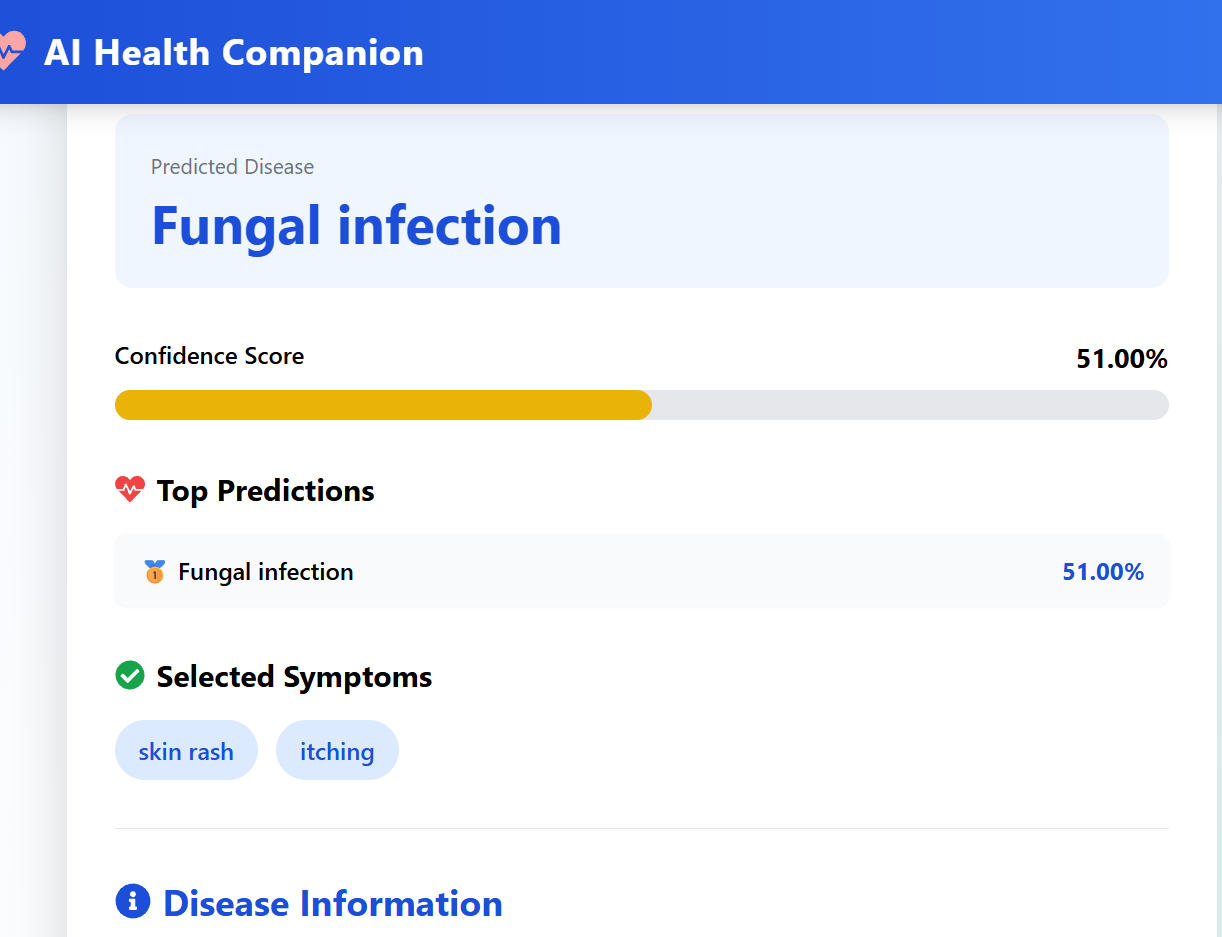 AI Health Companion
Predicted Disease
Fungal infection
Confidence Score 51.00%
Top Predictions
1 Fungal infection 51.00%
Selected Symptoms
skin rash itching
Disease Information